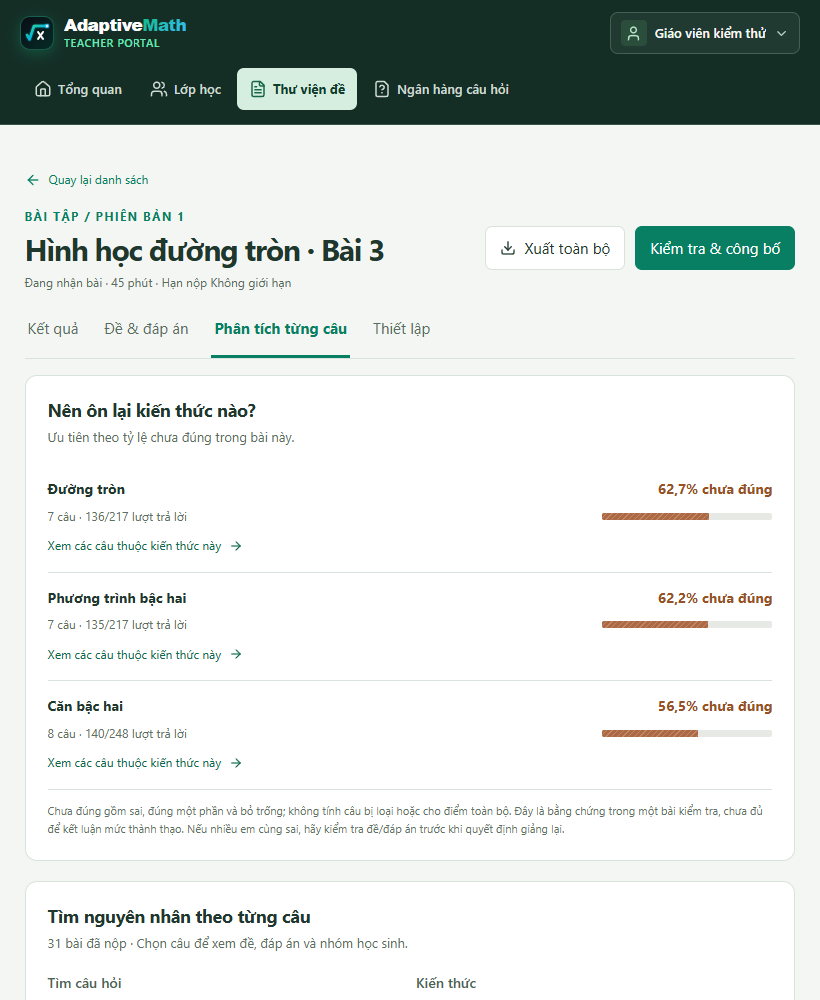 AdaptiveMath
TEACHER PORTAL
Giáo viên kiểm thử
Tổng quan
Lớp học
Thư viện đề
Ngân hàng câu hỏi
Quay lại danh sách
BÀI TẬP / PHIÊN BẢN 1
Hình học đường tròn · Bài 3
Đang nhận bài · 45 phút · Hạn nộp Không giới hạn
Xuất toàn bộ
Kiểm tra & công bố
Kết quả
Đề & đáp án
Phân tích từng câu
Thiết lập
Nên ôn lại kiến thức nào?
Ưu tiên theo tỷ lệ chưa đúng trong bài này.
Đường tròn
62,7% chưa đúng
7 câu · 136/217 lượt trả lời
Xem các câu thuộc kiến thức này
Phương trình bậc hai
62,2% chưa đúng
7 câu · 135/217 lượt trả lời
Xem các câu thuộc kiến thức này
Căn bậc hai
56,5% chưa đúng
8 câu · 140/248 lượt trả lời
Xem các câu thuộc kiến thức này
Chưa đúng gồm sai, đúng một phần và bỏ trống; không tính câu bị loại hoặc cho điểm toàn bộ. Đây là bằng chứng trong một bài kiểm tra, chưa đủ
để kết luận mức thành thạo. Nếu nhiều em cùng sai, hãy kiểm tra đề/đáp án trước khi quyết định giảng lại.
Tìm nguyên nhân theo từng câu
31 bài đã nộp · Chọn câu để xem đề, đáp án và nhóm học sinh.
Tìm câu hỏi
Kiến thức